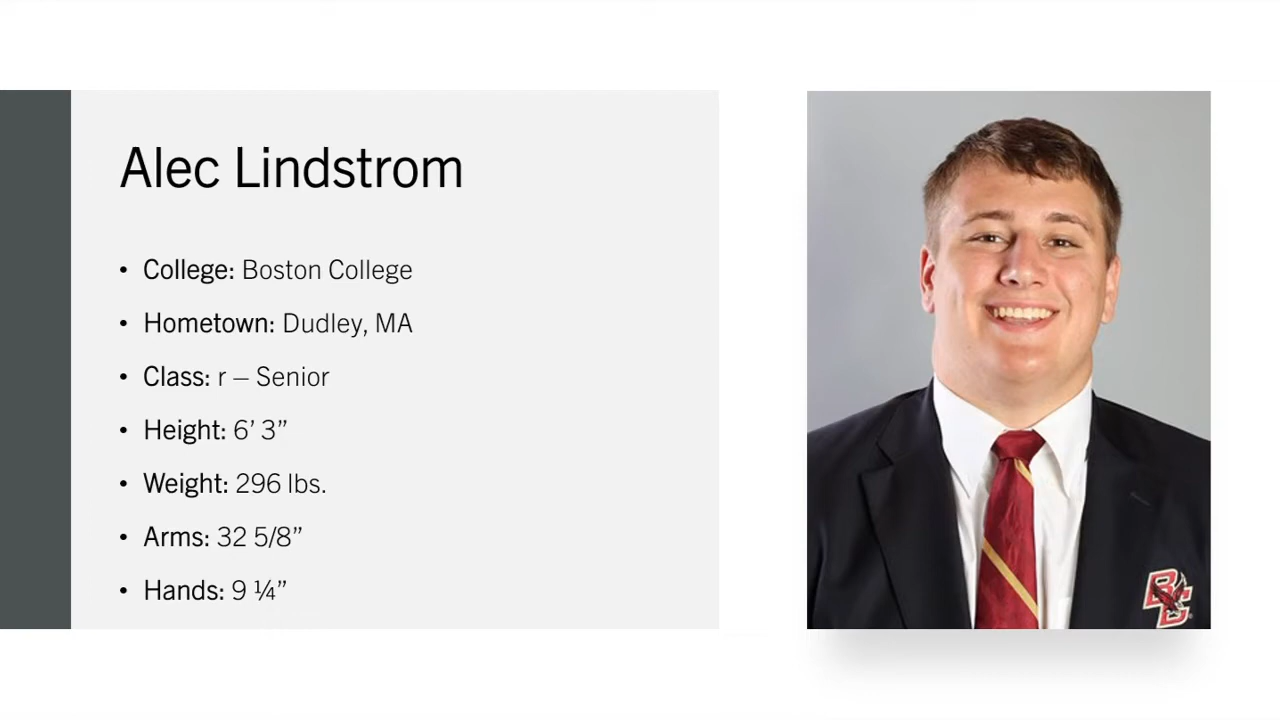 Alec Lindstrom
• College: Boston College
• Hometown: Dudley, MA
• Class: r – Senior
• Height: 6’ 3”
• Weight: 296 lbs.
• Arms: 32 5/8”
• Hands: 9 ¼”
BC